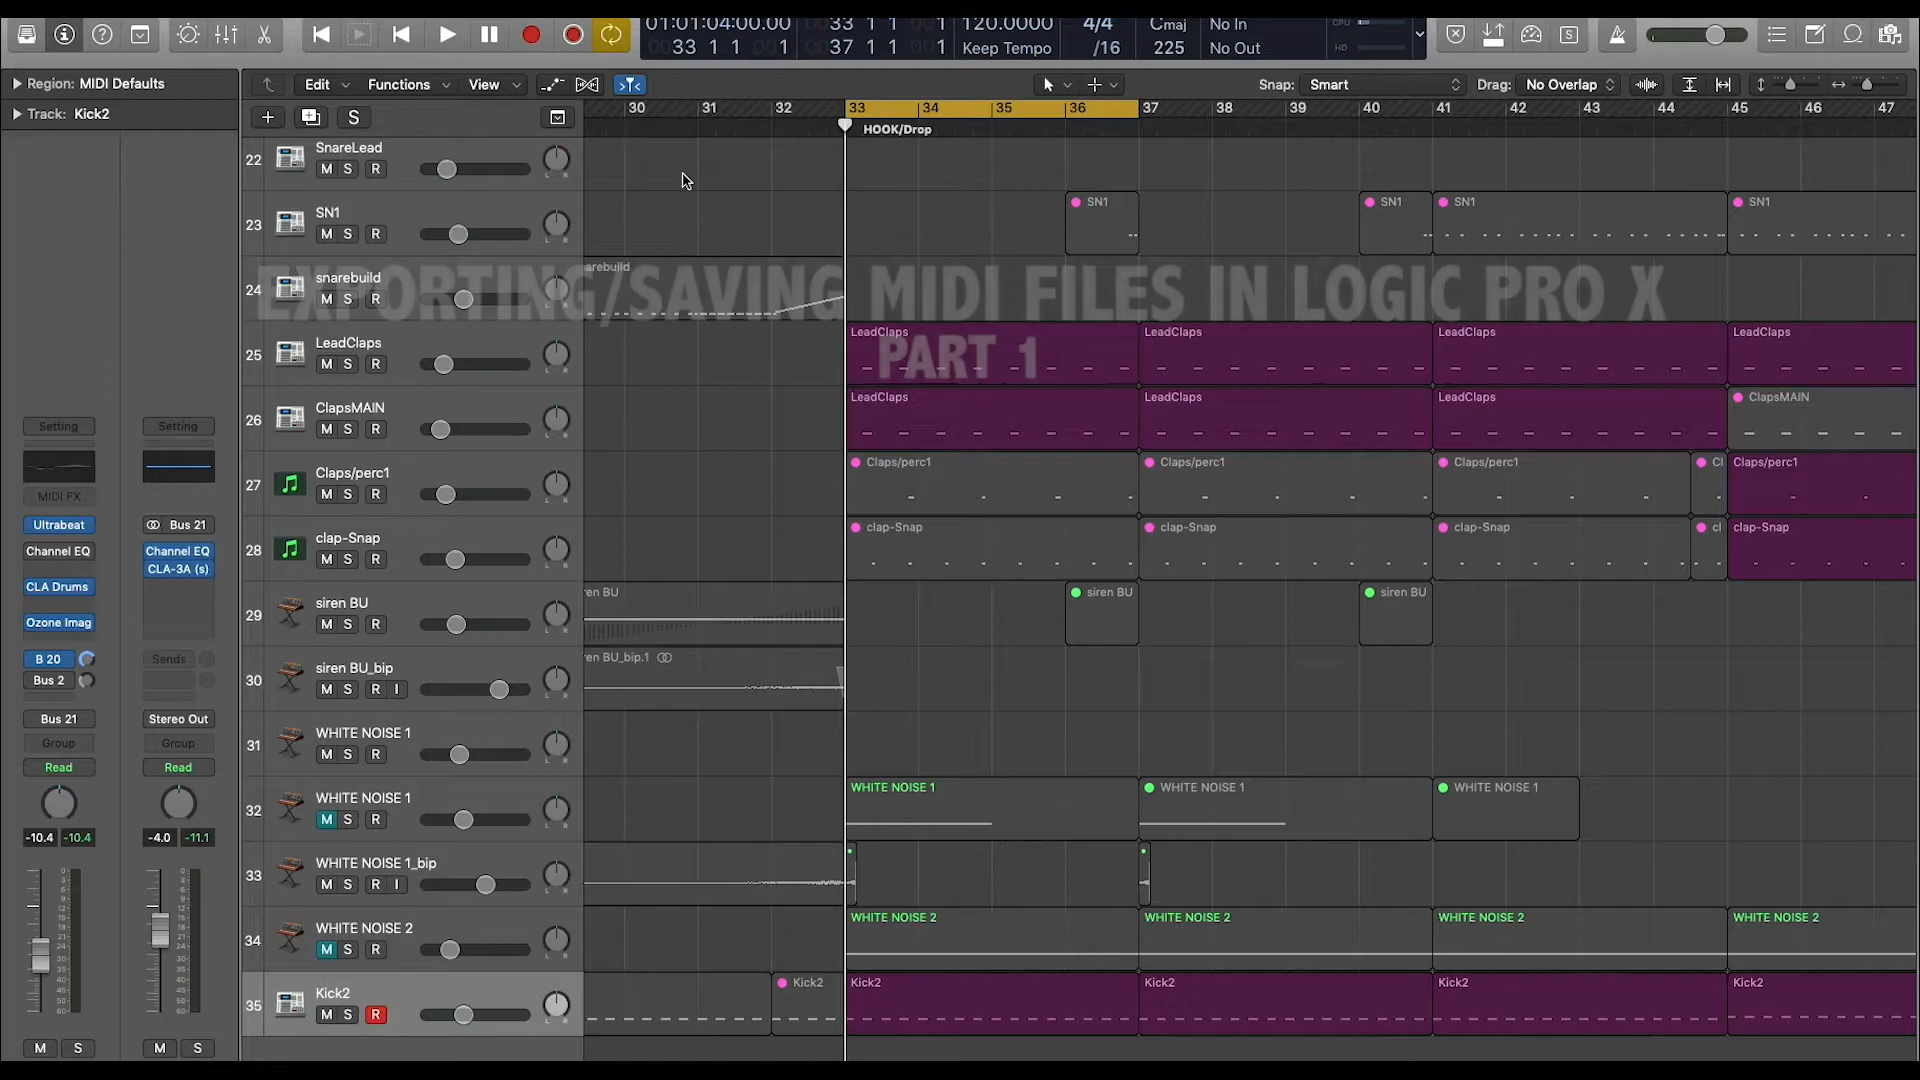 01:01:04:00.00 33 1 1 1 120.0000 4/4 Cmaj No In CPU
33 1 1 1 37 1 1 1 Keep Tempo /16 225 No Out HD
Region: MIDI Defaults
Edit Functions View Snap: Smart Drag: No Overlap
Track: Kick2
S
30 31 32 33 34 35 36 37 38 39 40 41 42 43 44 45 46 47
HOOK/Drop
22 SnareLead
M S R
23 SN1
M S R
SN1 SN1 SN1 SN1
24 snarebuild
M S R
arebuild
EXPORTING/SAVING MIDI FILES IN LOGIC PRO X
PART 1
25 LeadClaps
M S R
LeadClaps LeadClaps LeadClaps LeadClaps
26 ClapsMAIN
M S R
LeadClaps LeadClaps LeadClaps ClapsMAIN
27 Claps/perc1
M S R
Claps/perc1 Claps/perc1 Claps/perc1 Cl Claps/perc1
28 clap-Snap
M S R
clap-Snap clap-Snap clap-Snap cl clap-Snap
29 siren BU
M S R
ren BU siren BU siren BU
30 siren BU_bip
M S R I
ren BU_bip.1
31 WHITE NOISE 1
M S R
32 WHITE NOISE 1
M S R
WHITE NOISE 1 WHITE NOISE 1 WHITE NOISE 1
33 WHITE NOISE 1_bip
M S R I
34 WHITE NOISE 2
M S R
WHITE NOISE 2 WHITE NOISE 2 WHITE NOISE 2 WHITE NOISE 2
35 Kick2
M S R
Kick2 Kick2 Kick2 Kick2 Kick2
Setting Setting
MIDI FX
Ultrabeat Bus 21
Channel EQ Channel EQ
CLA-3A (s)
CLA Drums
Ozone Imag
B 20 Sends
Bus 2
Bus 21 Stereo Out
Group Group
Read Read
-10.4 -10.4 -4.0 -11.1
M S M S